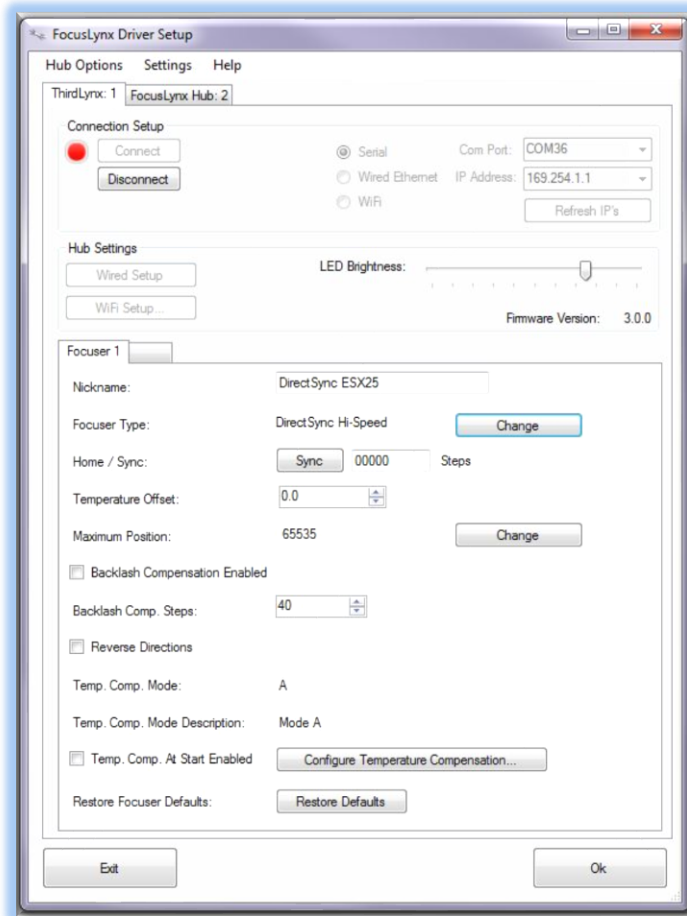 FocusLynx Driver Setup
Hub Options Settings Help
ThirdLynx: 1 FocusLynx Hub: 2
Connection Setup
Connect Serial Com Port: COM36
Disconnect Wired Ethernet IP Address: 169.254.1.1
WiFi Refresh IP's
Hub Settings
Wired Setup LED Brightness:
WiFi Setup...
Firmware Version: 3.0.0
Focuser 1
Nickname: DirectSync ESX25
Focuser Type: DirectSync Hi-Speed Change
Home / Sync: Sync 00000 Steps
Temperature Offset: 0.0
Maximum Position: 65535 Change
Backlash Compensation Enabled
Backlash Comp. Steps: 40
Reverse Directions
Temp. Comp. Mode: A
Temp. Comp. Mode Description: Mode A
Temp. Comp. At Start Enabled Configure Temperature Compensation...
Restore Focuser Defaults: Restore Defaults
Exit Ok